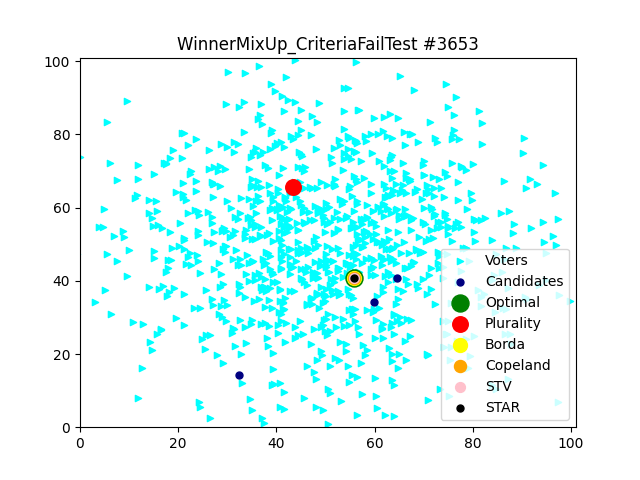 WinnerMixUp_CriteriaFailTest #3653
100
80
60
40
20
0
0 20 40 60 80 100
Voters
Candidates
Optimal
Plurality
Borda
Copeland
STV
STAR